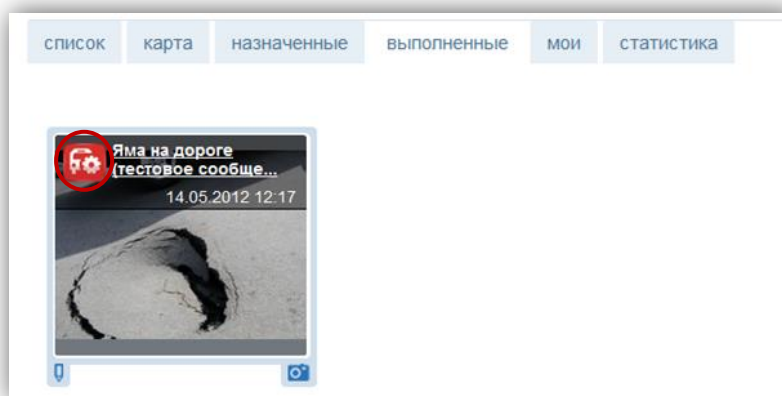 список карта назначенные выполненные мои статистика
Яма на дороге
(тестовое сообще...
14.05.2012 12:17